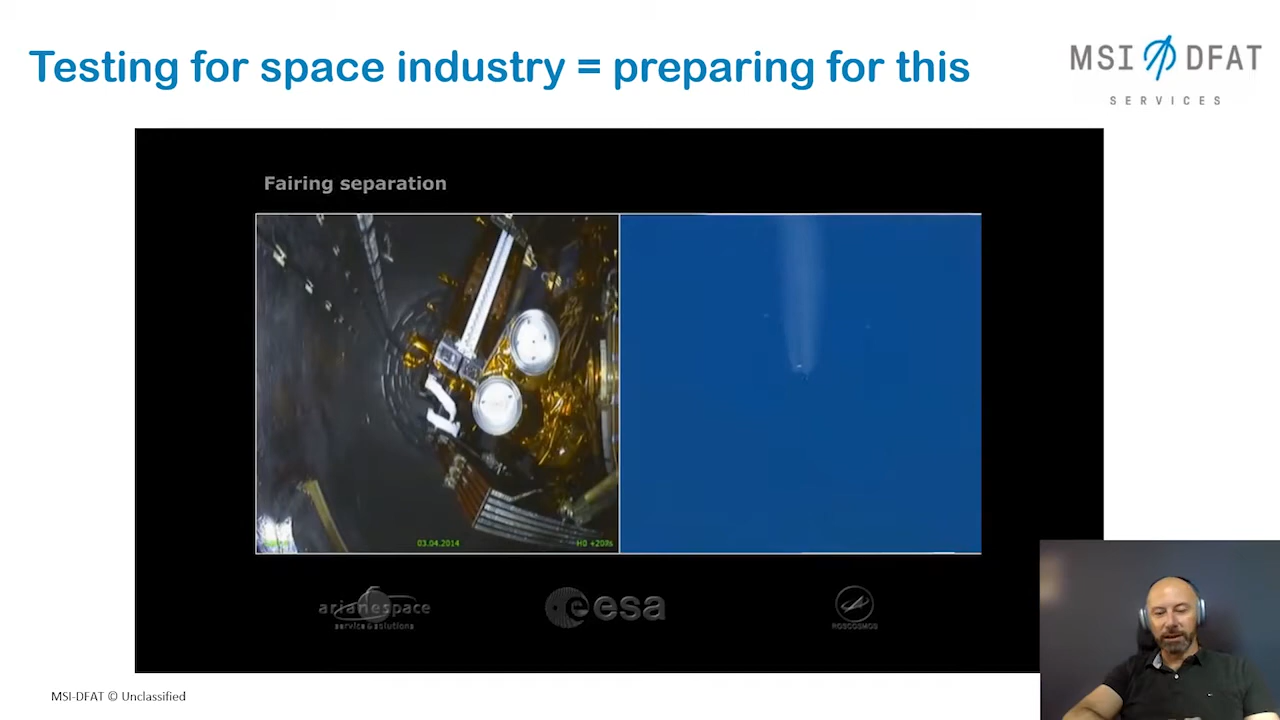 Testing for space industry = preparing for this
MSI DFAT
SERVICES
Fairing separation
03.04.2014
H0 +208s
arianespace
service & solutions
esa
ROSCOSMOS
MSI-DFAT © Unclassified